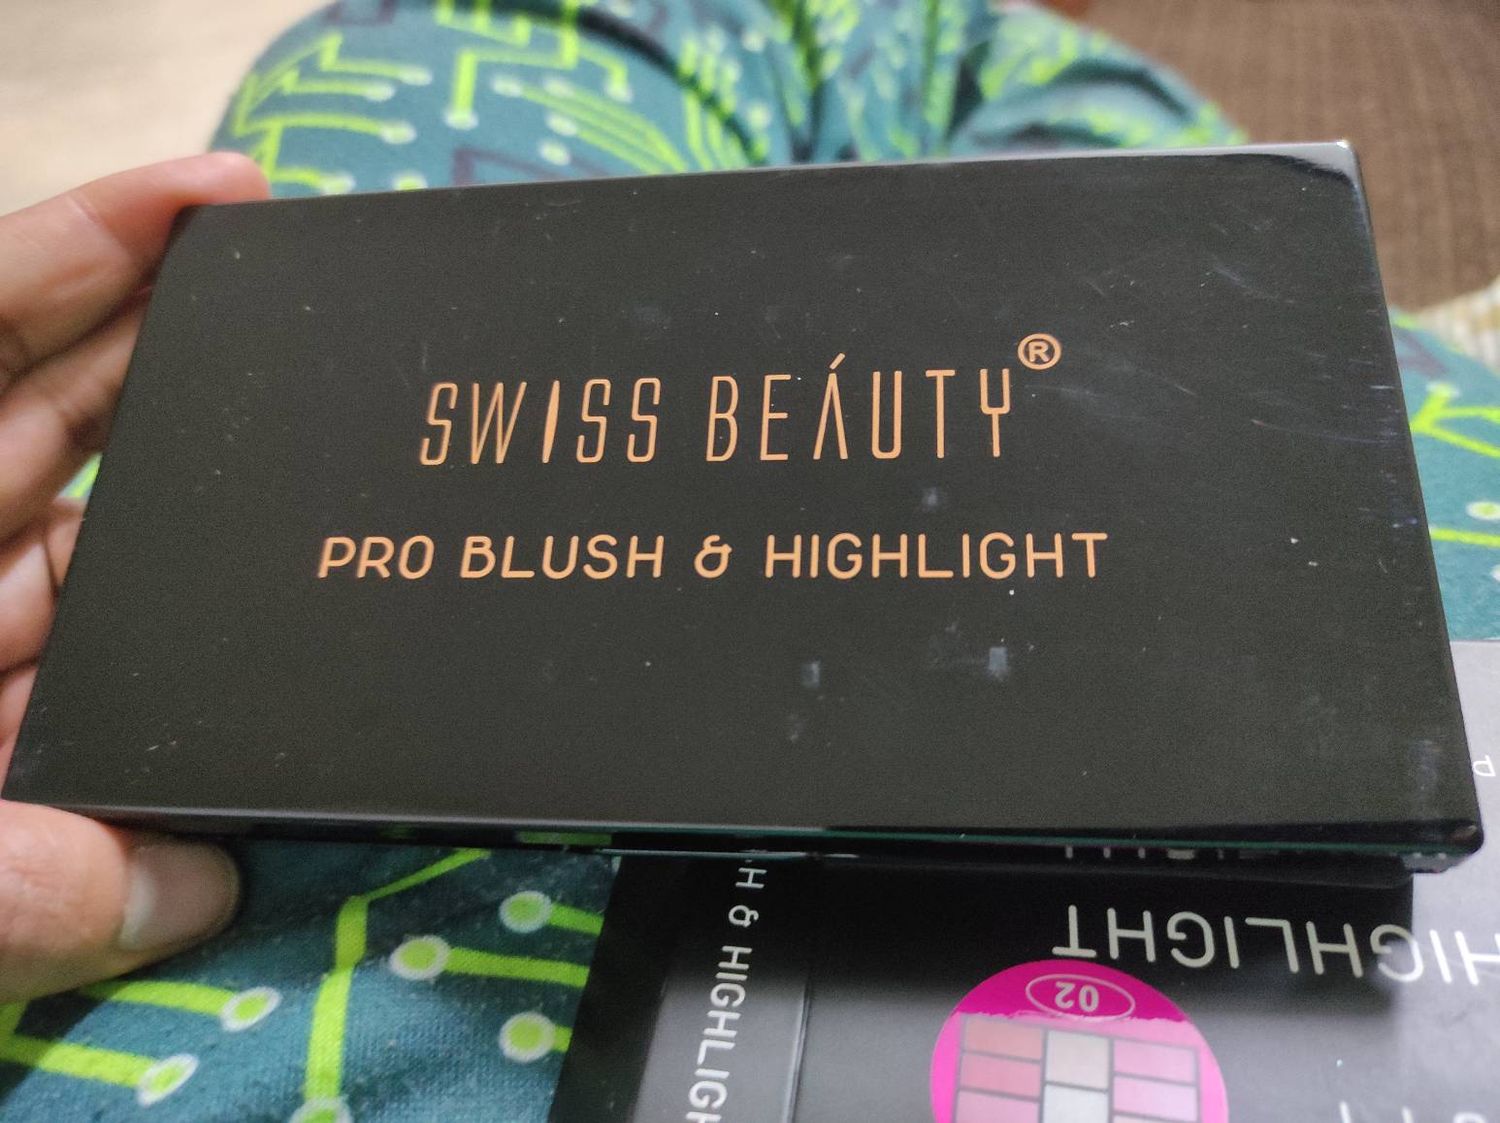 SWISS BEÁUTY®
PRO BLUSH & HIGHLIGHT
H & HIGHLIGH
HIGHLIGHT
02